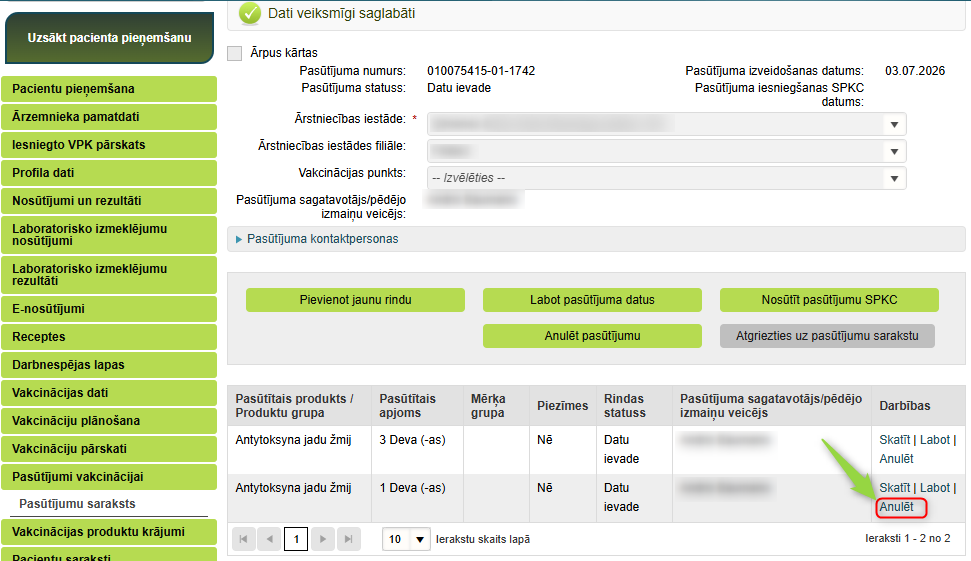 Dati veiksmīgi saglabāti
Uzsākt pacienta pieņemšanu
Pacientu pieņemšana
Ārzemnieka pamatdati
Iesniegto VPK pārskats
Profila dati
Nosūtījumi un rezultāti
Laboratorisko izmeklējumu
nosūtījumi
Laboratorisko izmeklējumu
rezultāti
E-nosūtījumi
Receptes
Darbnespējas lapas
Vakcinācijas dati
Vakcināciju plānošana
Vakcināciju pārskati
Pasūtījumi vakcinācijai
Pasūtījumu saraksts
Vakcinācijas produktu krājumi
Pacientu saraksti
Ārpus kārtas
Pasūtījuma numurs: 010075415-01-1742
Pasūtījuma izveidošanas datums: 03.07.2026
Pasūtījuma statuss: Datu ievade
Pasūtījuma iesniegšanas SPKC
datums:
Ārstniecības iestāde: *
Ārstniecības iestādes filiāle:
Vakcinācijas punkts: -- Izvēlēties --
Pasūtījuma sagatavotājs/pēdējo
izmaiņu veicējs:
Pasūtījuma kontaktpersonas
Pievienot jaunu rindu
Labot pasūtījuma datus
Nosūtīt pasūtījumu SPKC
Anulēt pasūtījumu
Atgriezties uz pasūtījumu sarakstu
Pasūtītais produkts /
Produktu grupa
Pasūtītais
apjoms
Mērķa
grupa
Piezīmes
Rindas
statuss
Pasūtījuma sagatavotājs/pēdējo
izmaiņu veicējs
Darbības
Antytoksyna jadu żmij 3 Deva (-as) Nē Datu
ievade
Skatīt | Labot |
Anulēt
Antytoksyna jadu żmij 1 Deva (-as) Nē Datu
ievade
Skatīt | Labot |
Anulēt
1 10 Ierakstu skaits lapā
Ieraksti 1 - 2 no 2